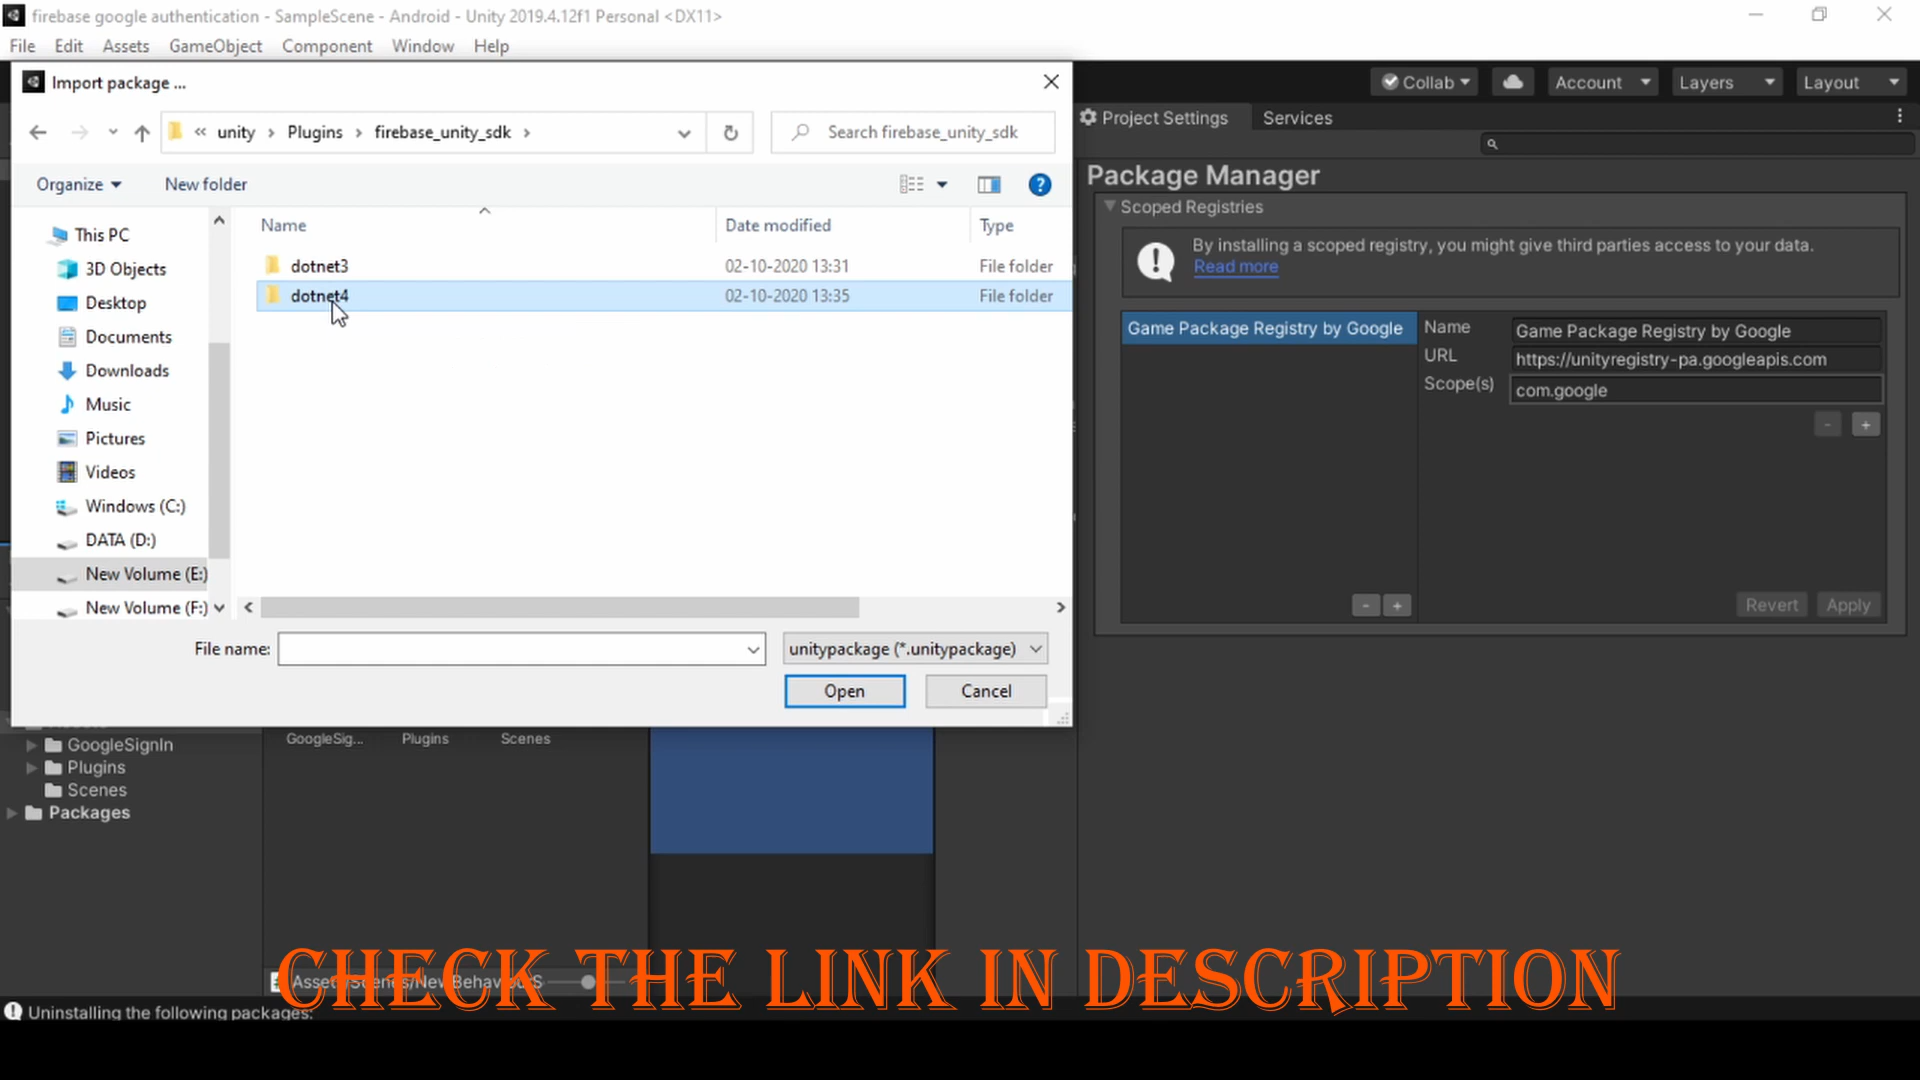 firebase google authentication - SampleScene - Android - Unity 2019.4.12f1 Personal <DX11>
File Edit Assets GameObject Component Window Help
Import package ...
Collab Account Layers Layout
« unity › Plugins › firebase_unity_sdk ›
Search firebase_unity_sdk
Project Settings Services
Organize New folder
Package Manager
Scoped Registries
Name Date modified Type
This PC
3D Objects
Desktop
Documents
Downloads
Music
Pictures
Videos
Windows (C:)
DATA (D:)
New Volume (E:)
New Volume (F:)
dotnet3 02-10-2020 13:31 File folder
dotnet4 02-10-2020 13:35 File folder
By installing a scoped registry, you might give third parties access to your data.
Read more
Game Package Registry by Google
Name Game Package Registry by Google
URL https://unityregistry-pa.googleapis.com
Scope(s) com.google
- +
- +
Revert Apply
File name: unitypackage (*.unitypackage)
Open Cancel
GoogleSignIn
Plugins
Scenes
Packages
GoogleSig... Plugins Scenes
CHECK THE LINK IN DESCRIPTION
Uninstalling the following packages: